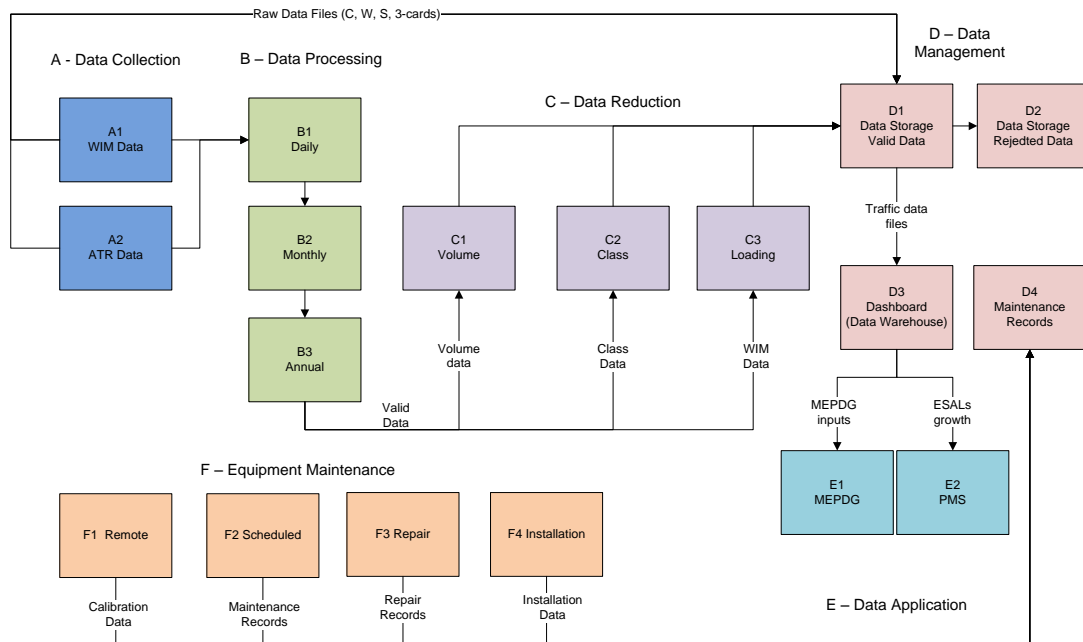 Raw Data Files (C, W, S, 3-cards)
A - Data Collection
B – Data Processing
C – Data Reduction
D – Data
Management
A1
WIM Data
A2
ATR Data
B1
Daily
B2
Monthly
B3
Annual
Valid
Data
C1
Volume
C2
Class
C3
Loading
Volume
data
Class
Data
WIM
Data
D1
Data Storage
Valid Data
D2
Data Storage
Rejedted Data
Traffic data
files
D3
Dashboard
(Data Warehouse)
D4
Maintenance
Records
MEPDG
inputs
ESALs
growth
E1
MEPDG
E2
PMS
F – Equipment Maintenance
F1  Remote
F2 Scheduled
F3 Repair
F4 Installation
Calibration
Data
Maintenance
Records
Repair
Records
Installation
Data
E – Data Application